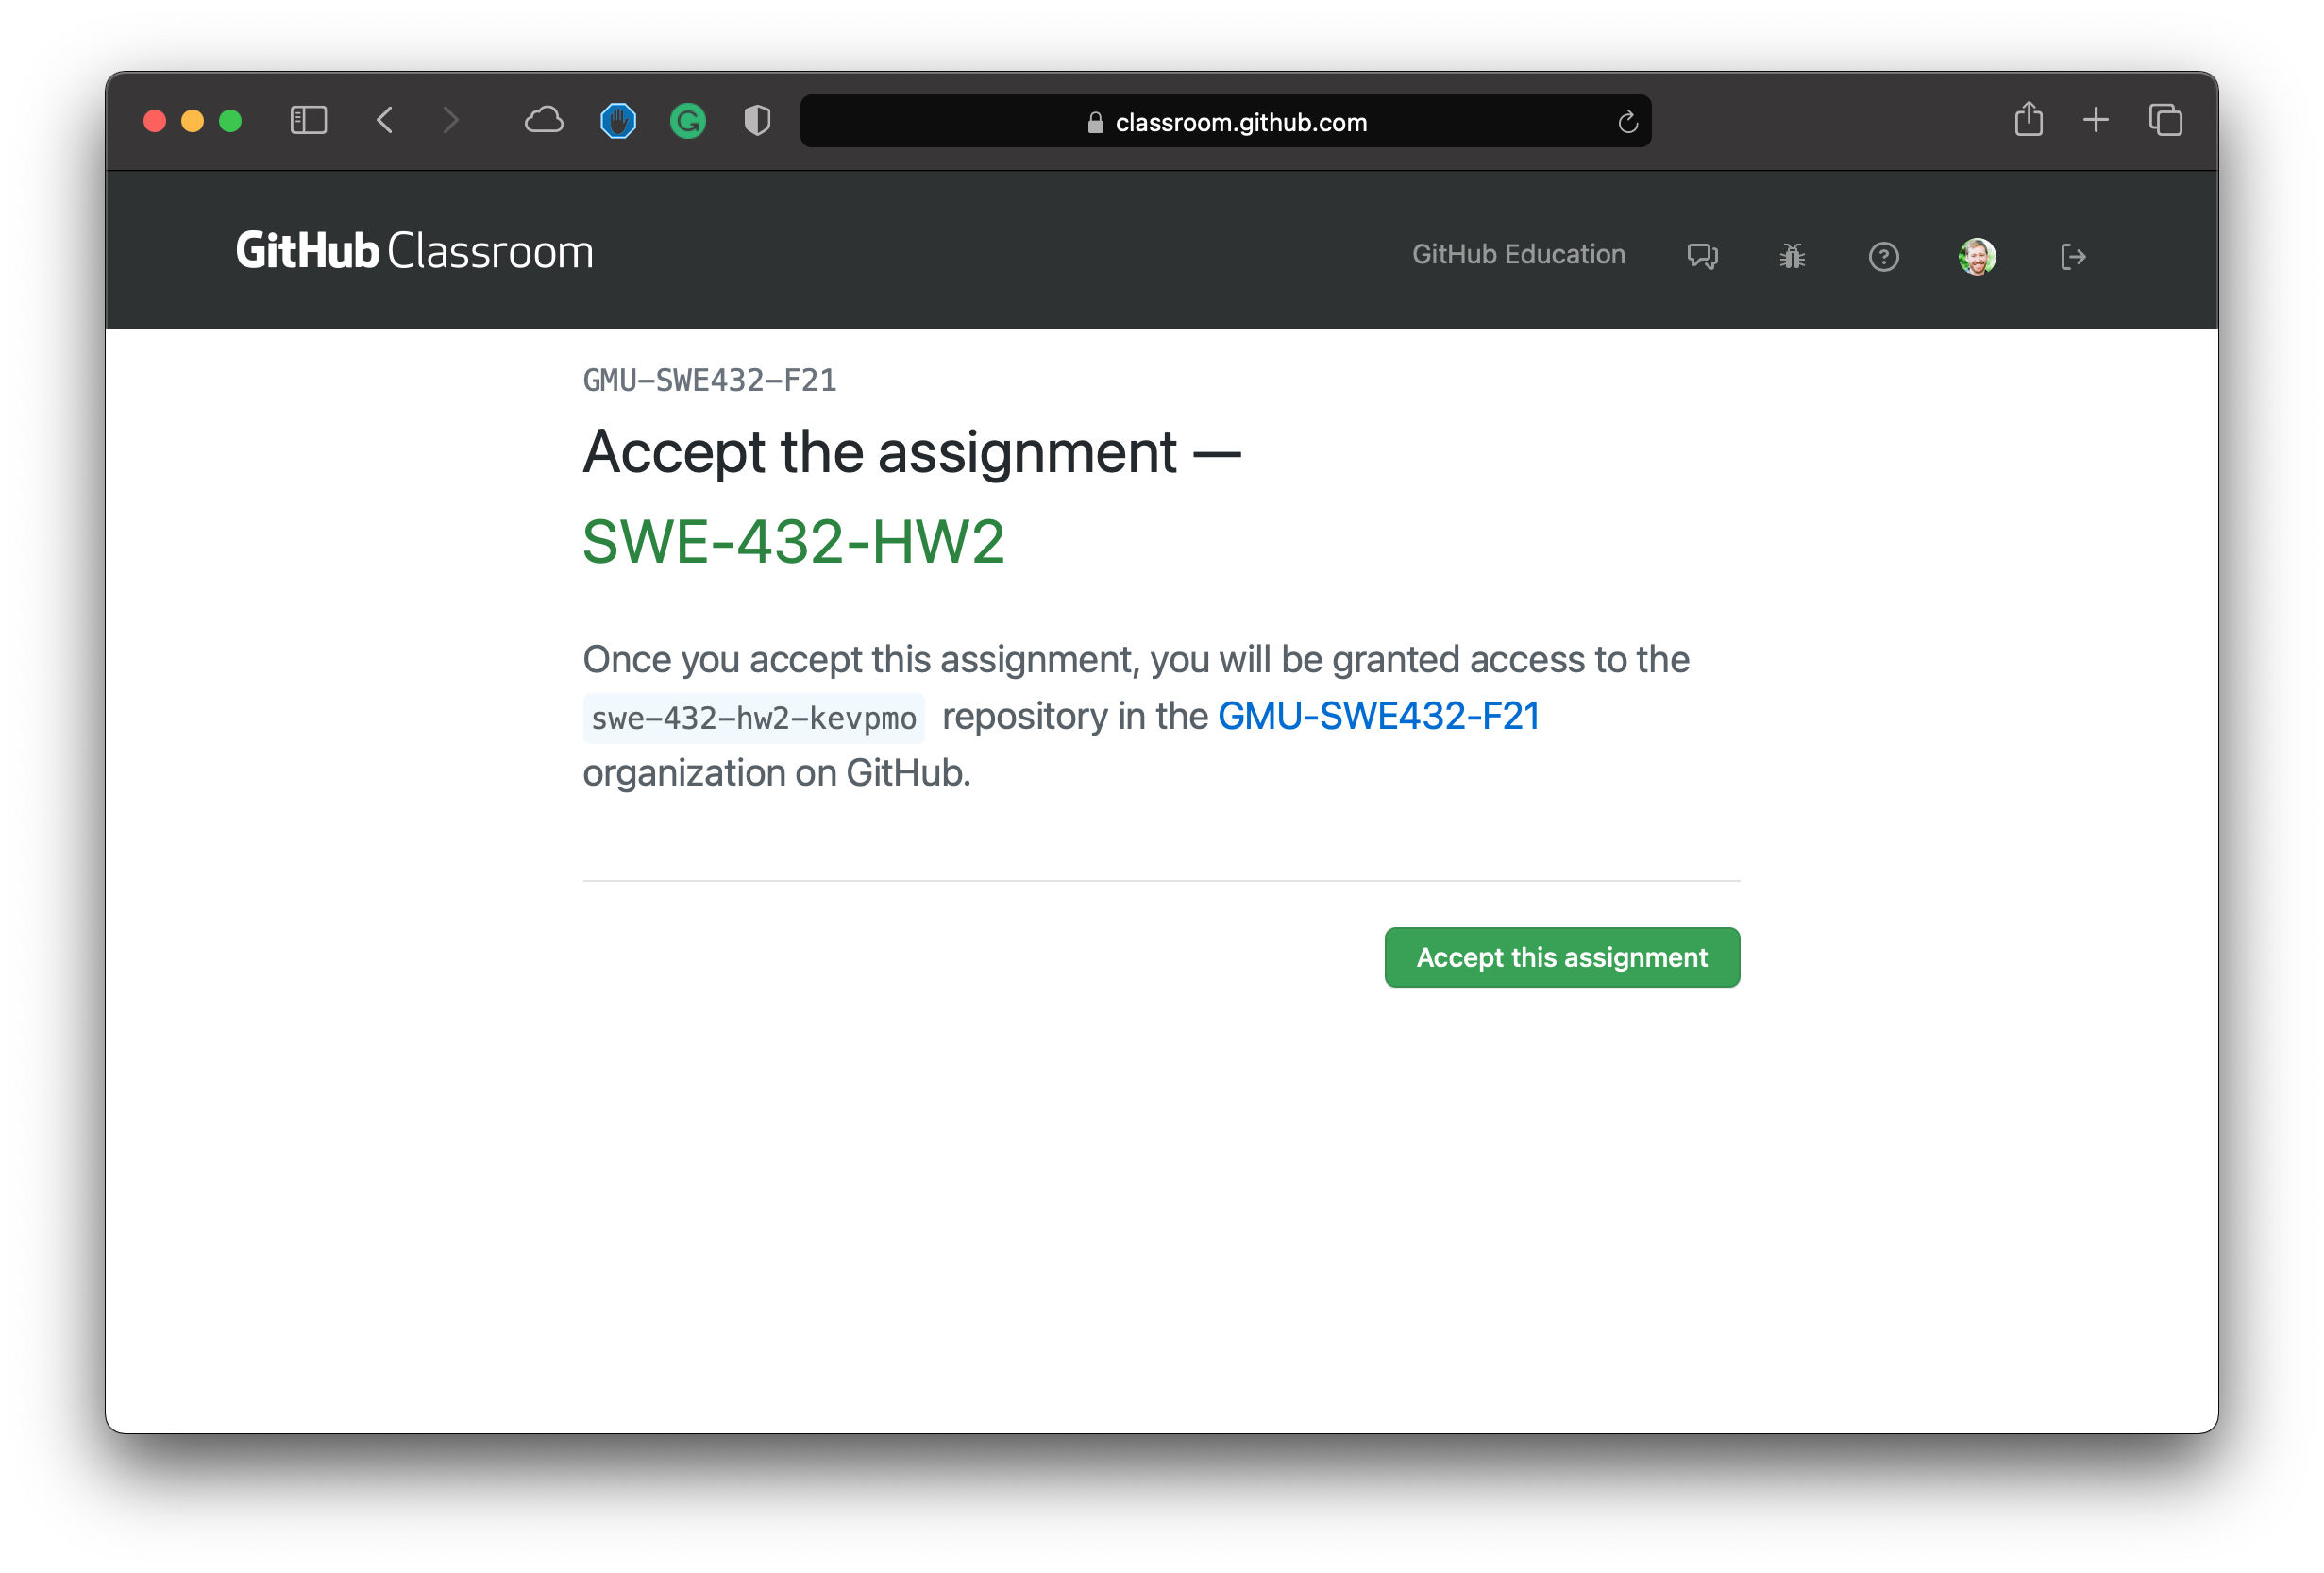 classroom.github.com
GitHub Classroom
GitHub Education
GMU-SWE432-F21
Accept the assignment —
SWE-432-HW2
Once you accept this assignment, you will be granted access to the
swe-432-hw2-kevpmo repository in the GMU-SWE432-F21
organization on GitHub.
Accept this assignment